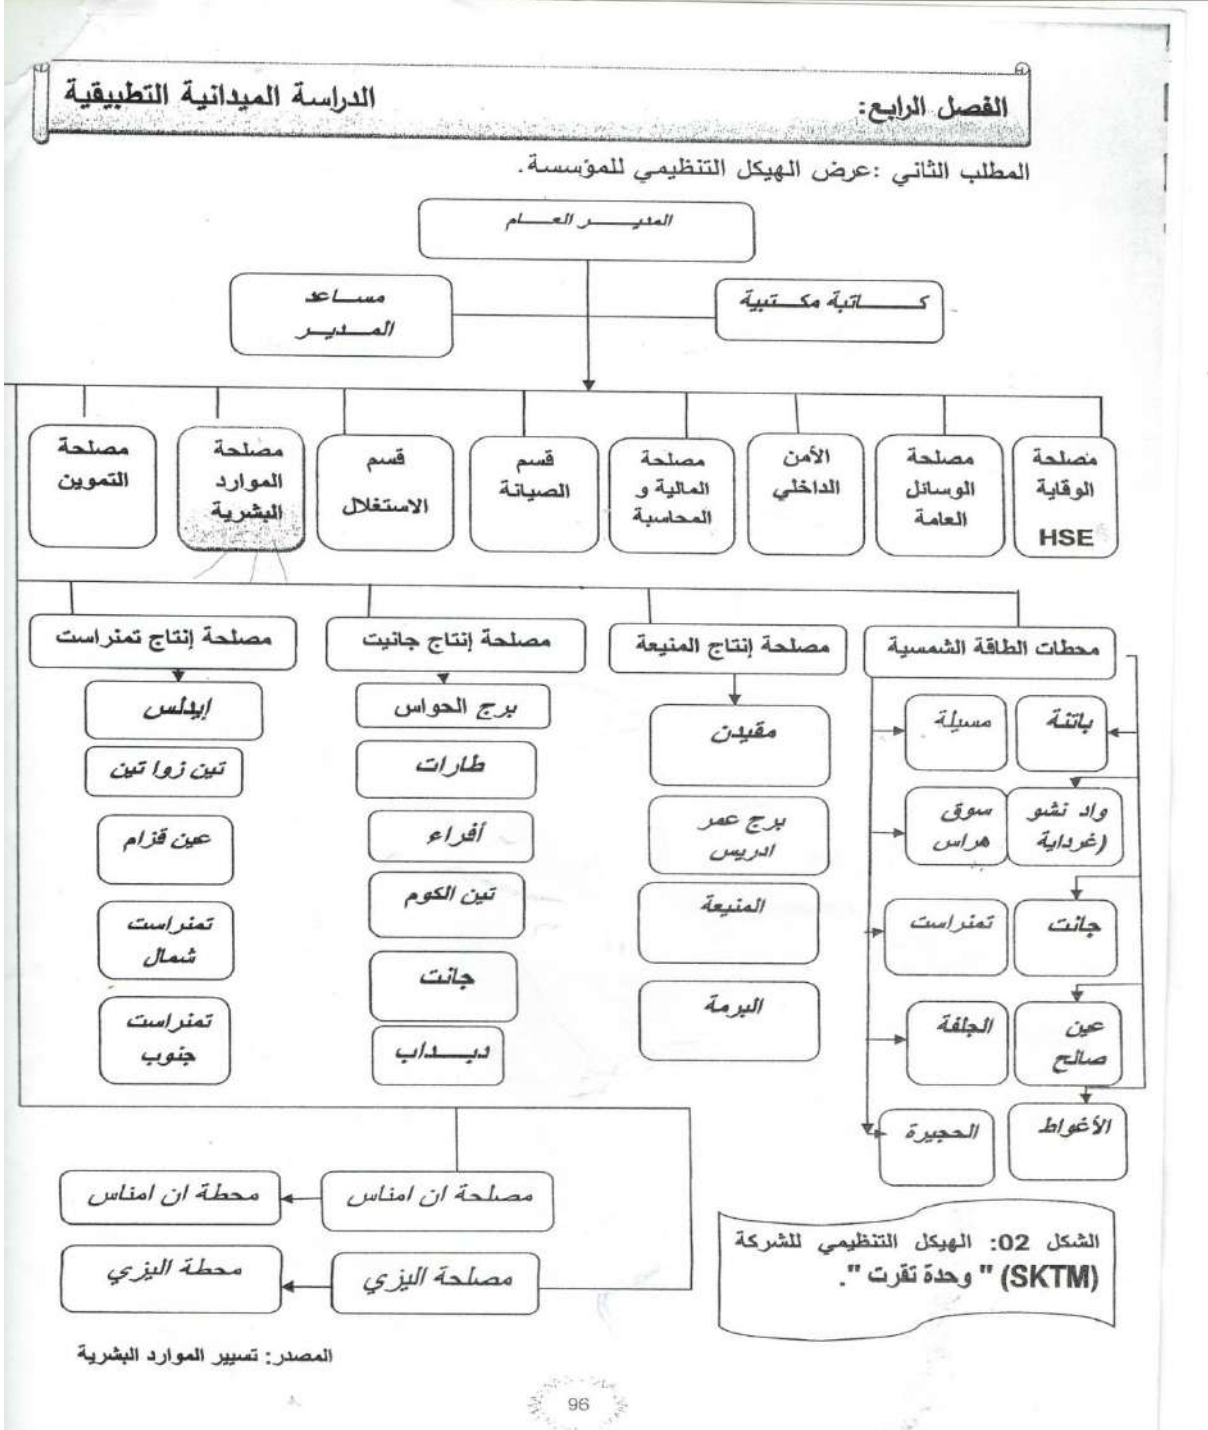 الفصل الرابع: الدراسة الميدانية التطبيقية
المطلب الثاني :عرض الهيكل التنظيمي للمؤسسة.
المديـــــر العـــام
كـــــاتبة مكـــتبية
مســاعد
المـــديــر
مصلحة
الوقاية
HSE
مصلحة
الوسائل
العامة
الأمن
الداخلي
مصلحة
المالية و
المحاسبة
قسم
الصيانة
قسم
الاستغلال
مصلحة
الموارد
البشرية
مصلحة
التموين
محطات الطاقة الشمسية
باتنة
مسيلة
واد نشو
(غرداية
سوق
هراس
جانت
تمنراست
عين
صالح
الجلفة
الأغواط
الحجيرة
مصلحة إنتاج المنيعة
مقيدن
برج عمر
ادريس
المنيعة
البرمة
مصلحة إنتاج جانيت
برج الحواس
طارات
أفراء
تين الكوم
جانت
دبـــداب
مصلحة إنتاج تمنراست
إيدلس
تين زوا تين
عين قزام
تمنراست
شمال
تمنراست
جنوب
مصلحة ان امناس
محطة ان امناس
مصلحة اليزي
محطة اليزي
الشكل 02: الهيكل التنظيمي للشركة
(SKTM) " وحدة تقرت ".
المصدر: تسيير الموارد البشرية
96